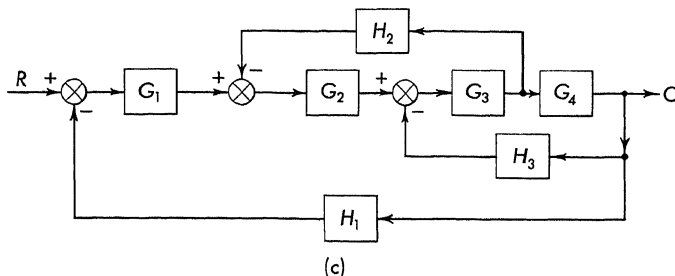 H₂
R + − G₁ + − G₂ + − G₃ G₄ C
H₃
H₁
(c)